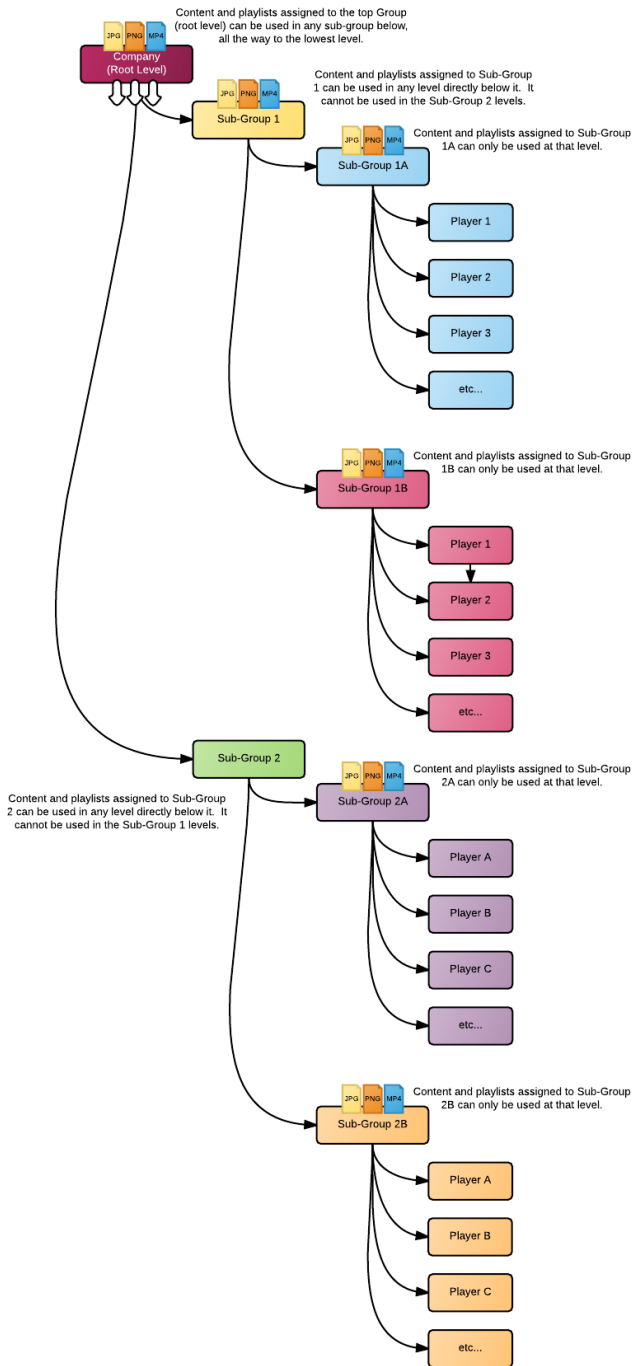 Content and playlists assigned to the top Group
(root level) can be used in any sub-group below,
all the way to the lowest level.
JPG PNG MP4
Company
(Root Level)
Content and playlists assigned to Sub-Group
1 can be used in any level directly below it.  It
cannot be used in the Sub-Group 2 levels.
JPG PNG MP4
Sub-Group 1
Content and playlists assigned to Sub-Group
1A can only be used at that level.
JPG PNG MP4
Sub-Group 1A
Player 1
Player 2
Player 3
etc...
Content and playlists assigned to Sub-Group
1B can only be used at that level.
JPG PNG MP4
Sub-Group 1B
Player 1
Player 2
Player 3
etc...
Sub-Group 2
Content and playlists assigned to Sub-Group
2 can be used in any level directly below it.  It
cannot be used in the Sub-Group 1 levels.
Content and playlists assigned to Sub-Group
2A can only be used at that level.
JPG PNG MP4
Sub-Group 2A
Player A
Player B
Player C
etc...
Content and playlists assigned to Sub-Group
2B can only be used at that level.
JPG PNG MP4
Sub-Group 2B
Player A
Player B
Player C
etc...